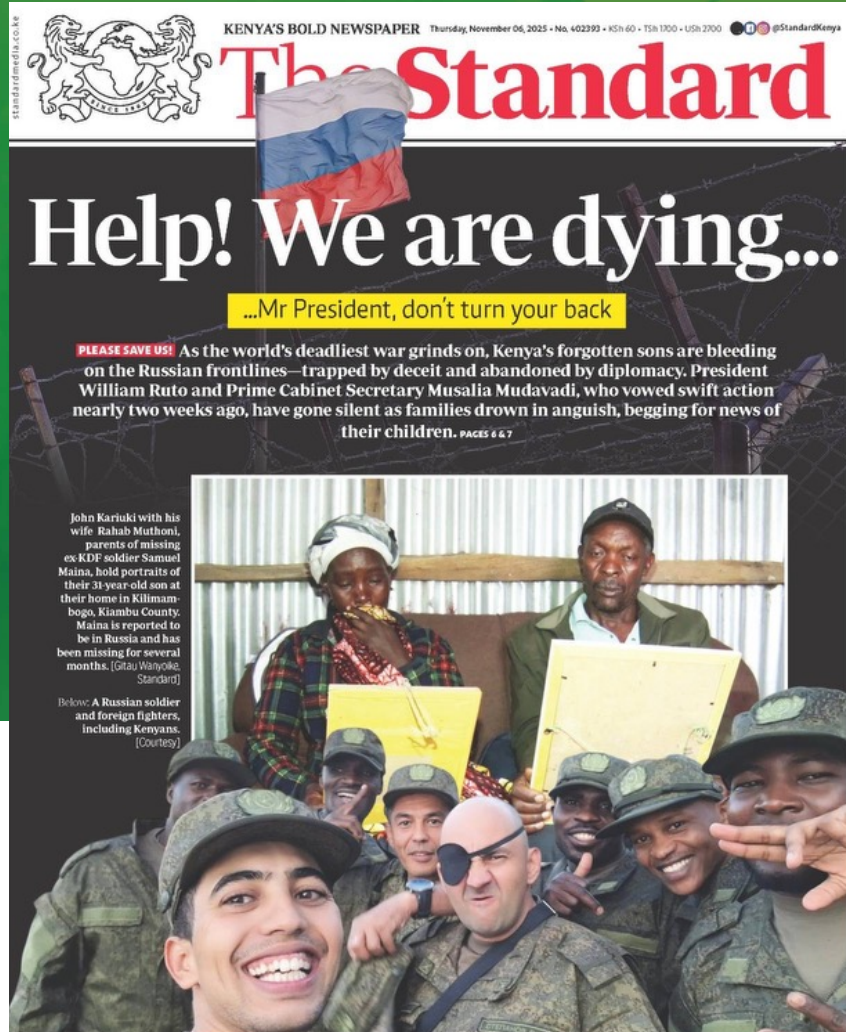 standardmedia.co.ke
KENYA'S BOLD NEWSPAPER Thursday, November 06, 2025 • No, 402393 • KSh 60 • TSh 1700 • USh 2700 @StandardKenya
SINCE 1902
The Standard
Help! We are dying...
...Mr President, don't turn your back
PLEASE SAVE US! As the world's deadliest war grinds on, Kenya's forgotten sons are bleeding
on the Russian frontlines—trapped by deceit and abandoned by diplomacy. President
William Ruto and Prime Cabinet Secretary Musalia Mudavadi, who vowed swift action
nearly two weeks ago, have gone silent as families drown in anguish, begging for news of
their children. PAGES 6 & 7
John Kariuki with his
wife Rahab Muthoni,
parents of missing
ex-KDF soldier Samuel
Maina, hold portraits of
their 31-year-old son at
their home in Kilimam-
bogo, Kiambu County.
Maina is reported to
be in Russia and has
been missing for several
months. [Gitau Wanyoike,
Standard]
Below: A Russian soldier
and foreign fighters,
including Kenyans.
[Courtesy]